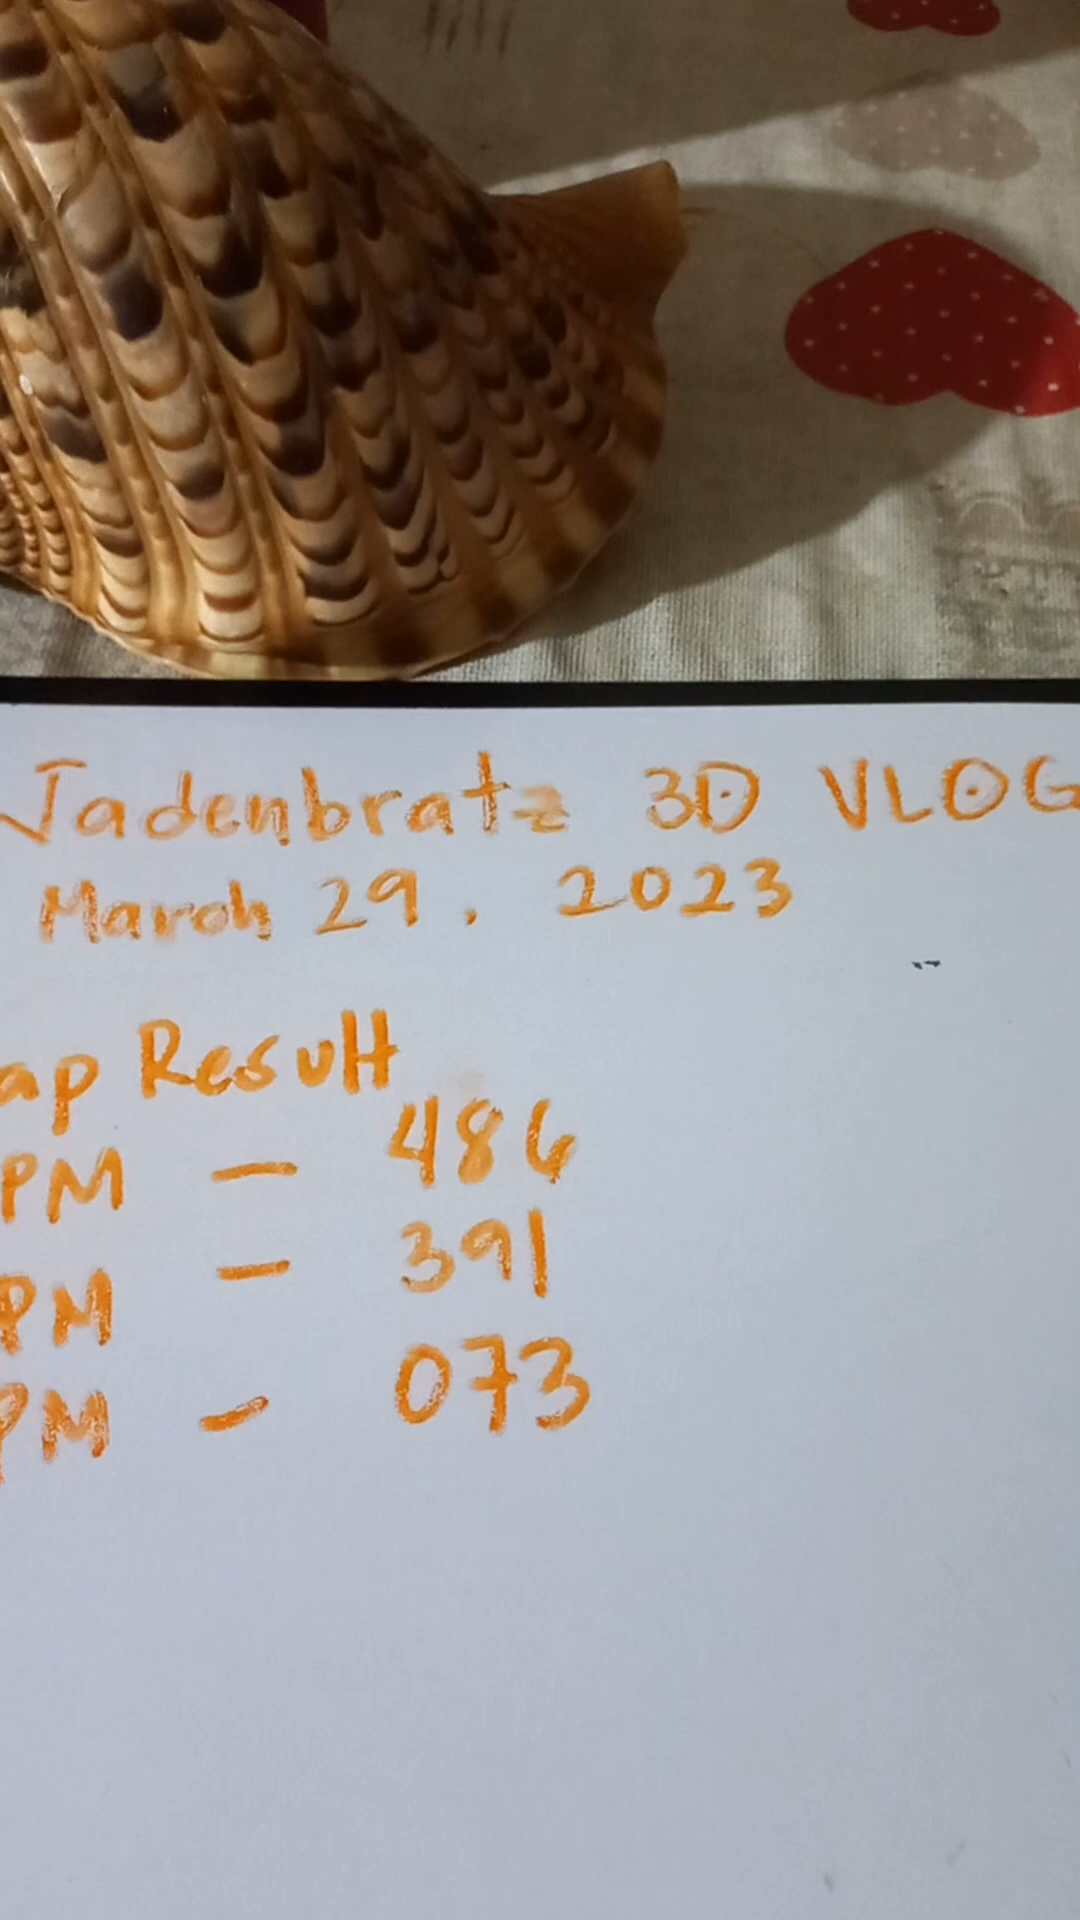 Jadenbratz 3D VLOG
March 29, 2023
ap Result
PM - 486
PM - 391
PM - 073